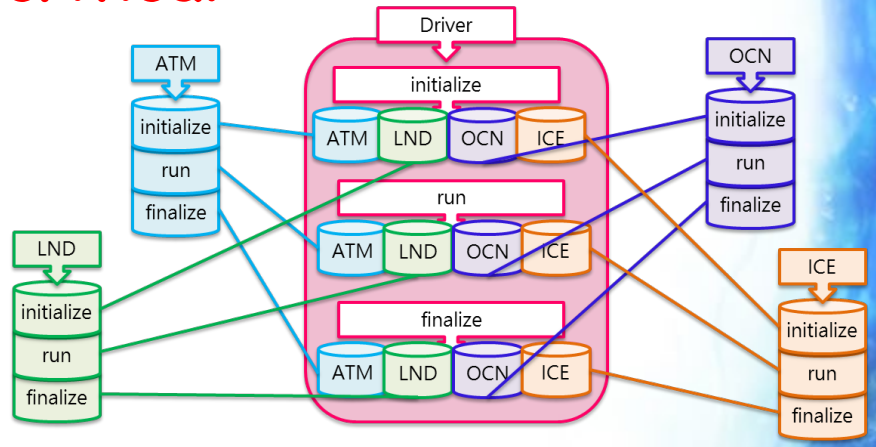 Driver
ATM
OCN
initialize
initialize
initialize
ATM LND OCN ICE
run
run
run
finalize
finalize
ATM LND OCN ICE
LND
ICE
initialize
finalize
initialize
run
run
ATM LND OCN ICE
finalize
finalize